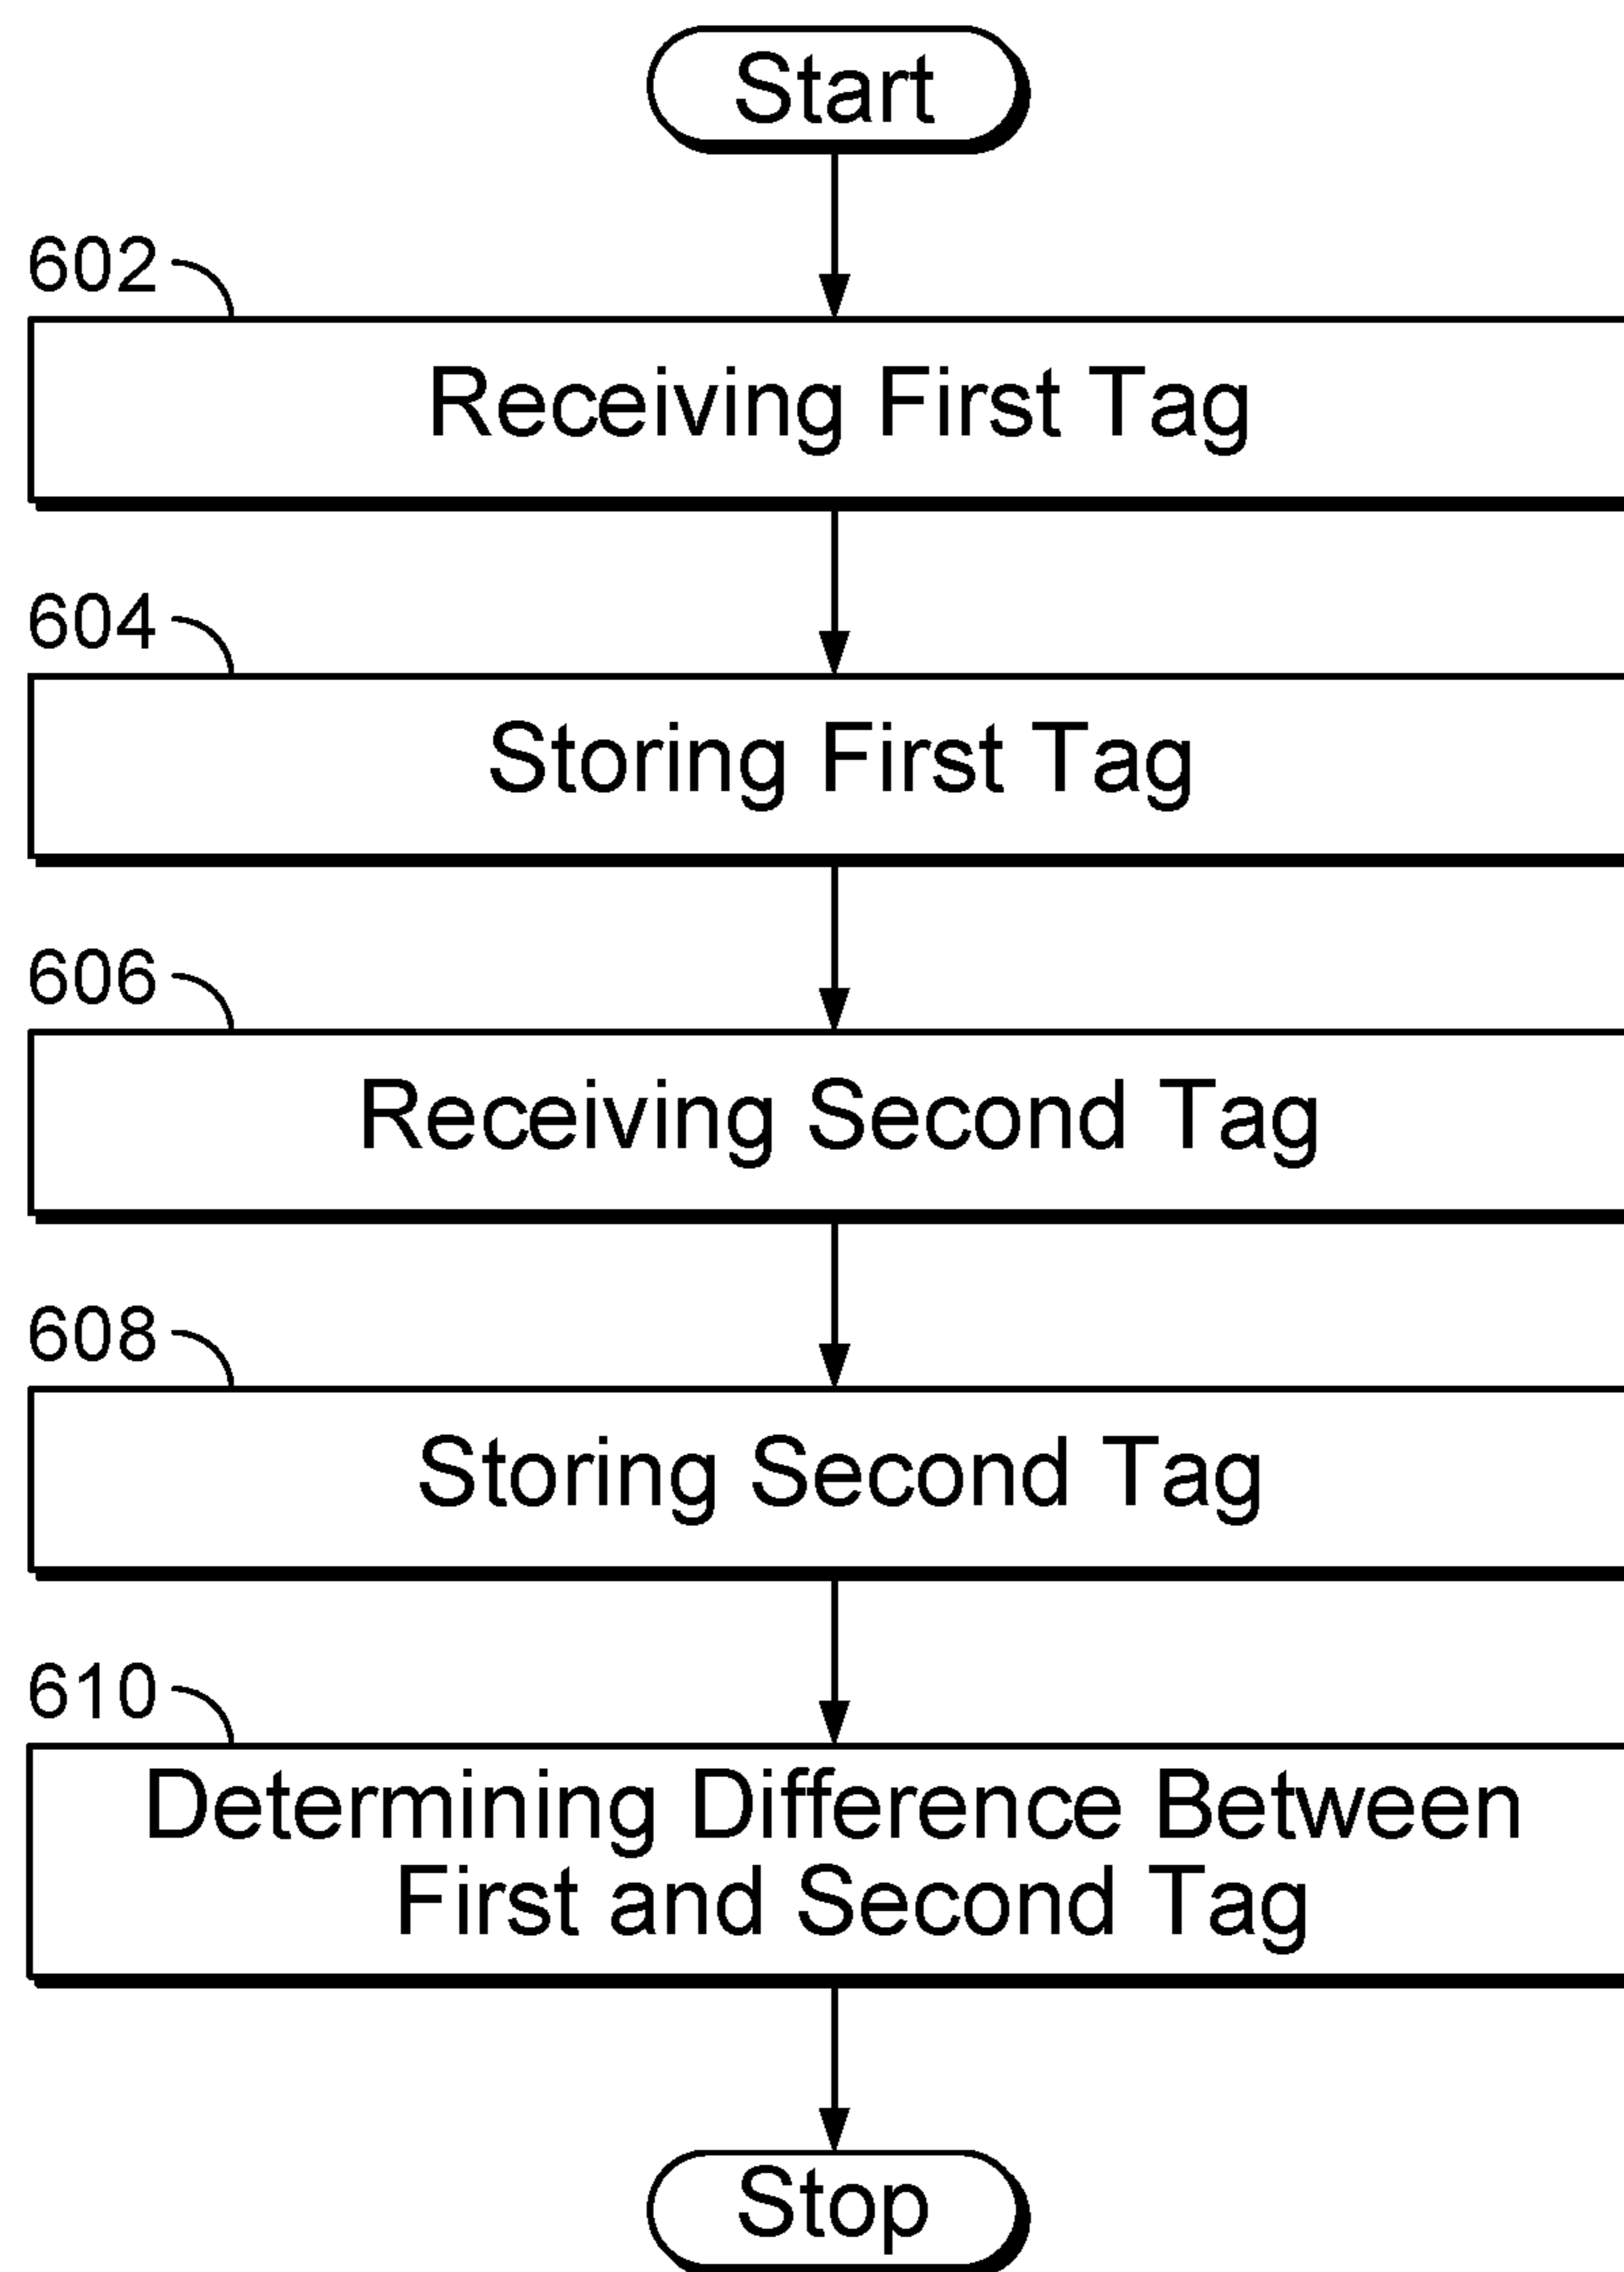 Start
602
Receiving First Tag
604
Storing First Tag
606
Receiving Second Tag
608
Storing Second Tag
610
Determining Difference Between
First and Second Tag
Stop